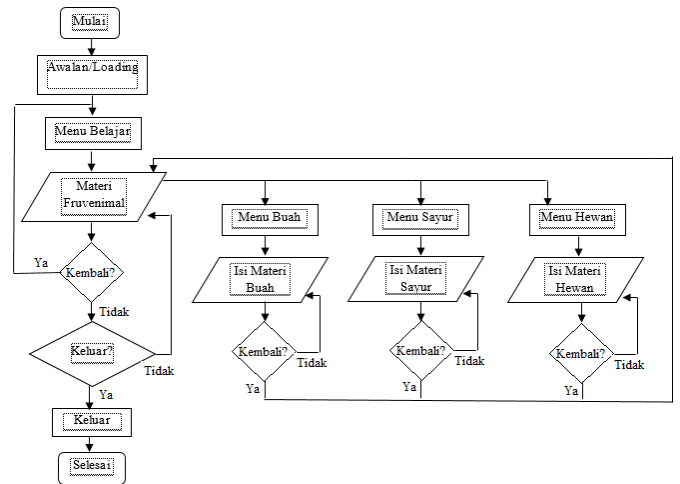 Mulai
Awalan/Loading
Menu Belajar
Materi
Fruvenimal
Ya
Kembali?
Tidak
Keluar?
Tidak
Ya
Keluar
Selesai
Menu Buah
Isi Materi
Buah
Kembali?
Tidak
Ya
Menu Sayur
Isi Materi
Sayur
Kembali?
Tidak
Ya
Menu Hewan
Isi Materi
Hewan
Kembali?
Tidak
Ya